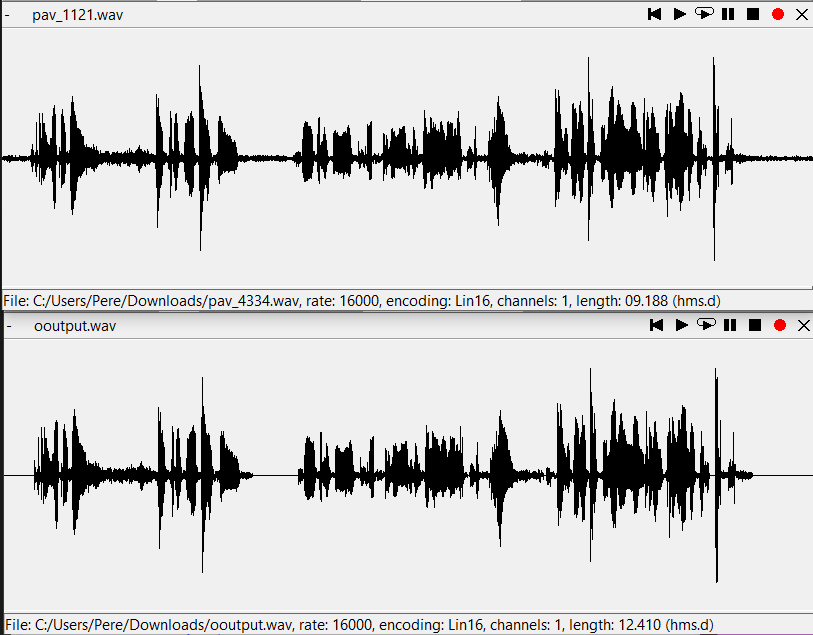 - pav_1121.wav
File: C:/Users/Pere/Downloads/pav_4334.wav, rate: 16000, encoding: Lin16, channels: 1, length: 09.188 (hms.d)
- ooutput.wav
File: C:/Users/Pere/Downloads/ooutput.wav, rate: 16000, encoding: Lin16, channels: 1, length: 12.410 (hms.d)